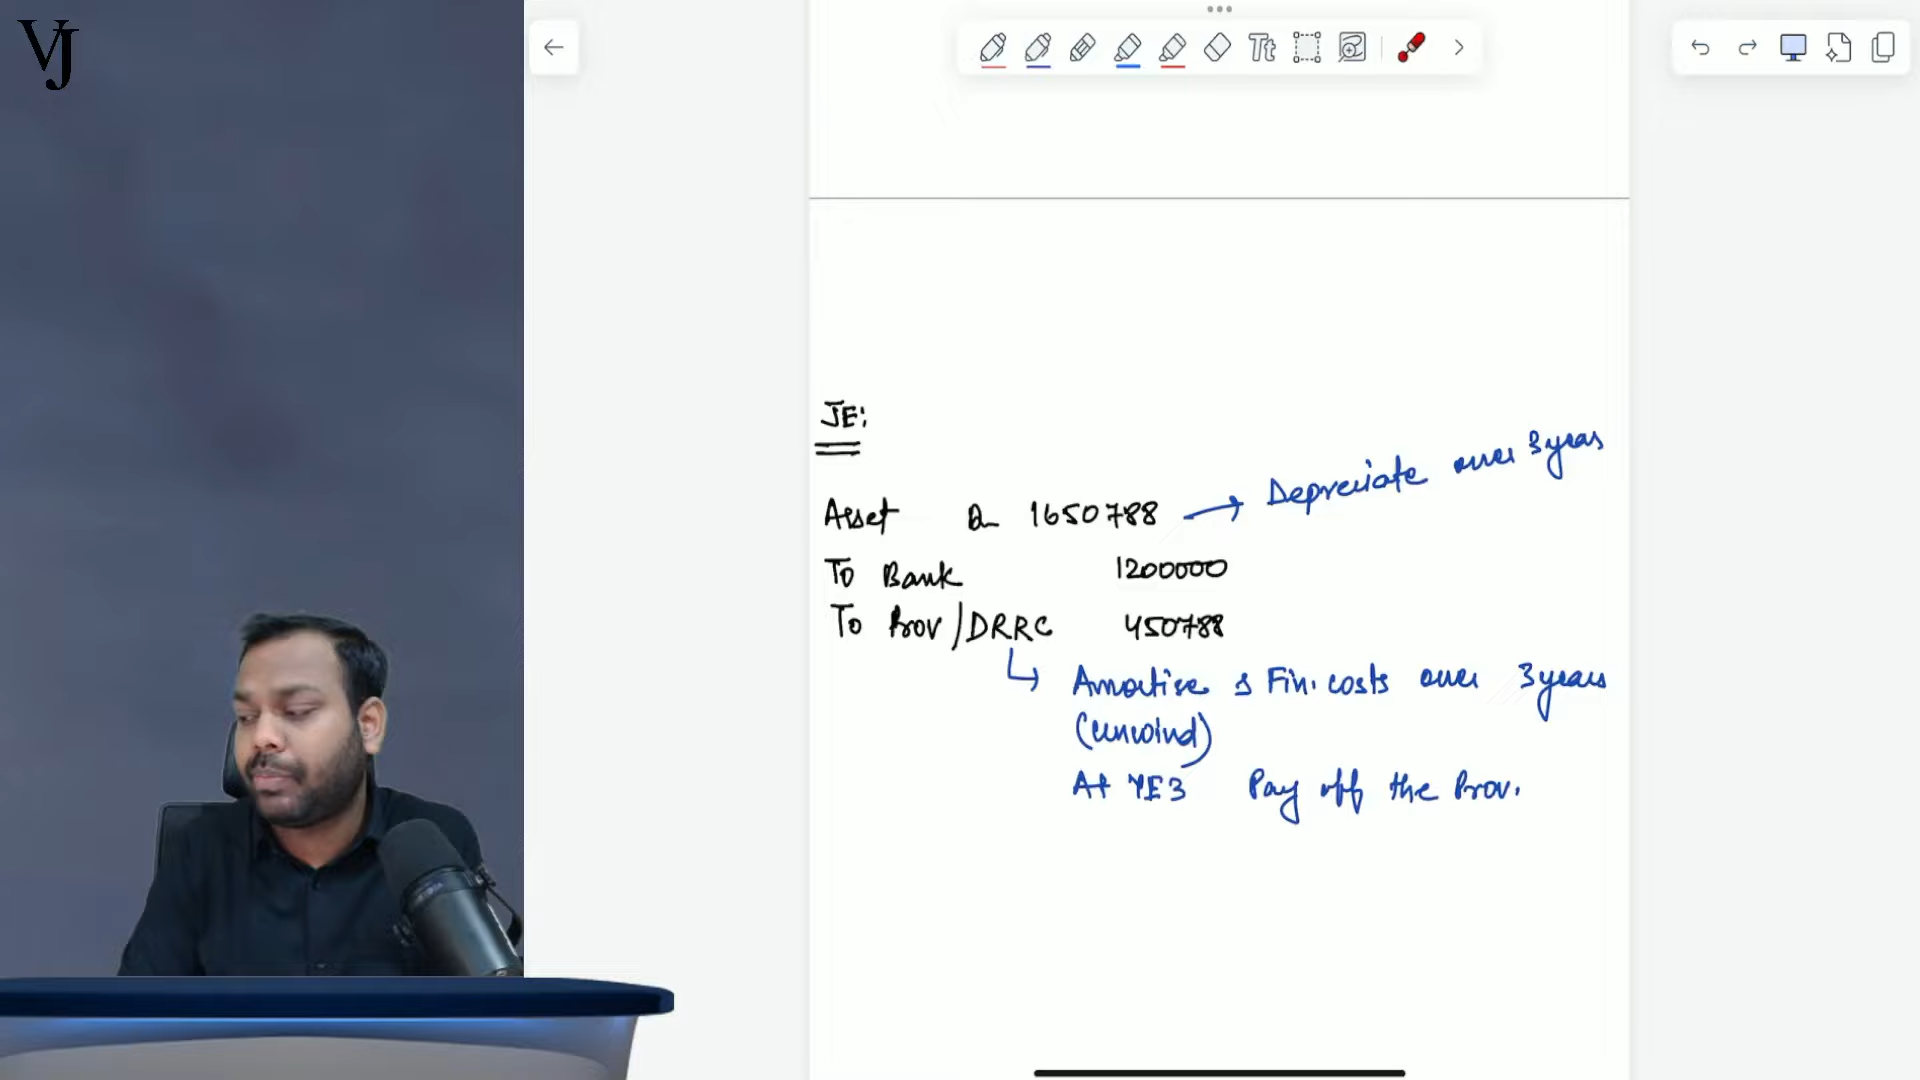 VJ
Tt
JE:
Asset Dr 1650788 → Depreciate over 3 years
To Bank 1200000
To Prov/DRRC 450788
Amortise & Fin. costs over 3 years
(unwind)
At YE3 Pay off the Prov.